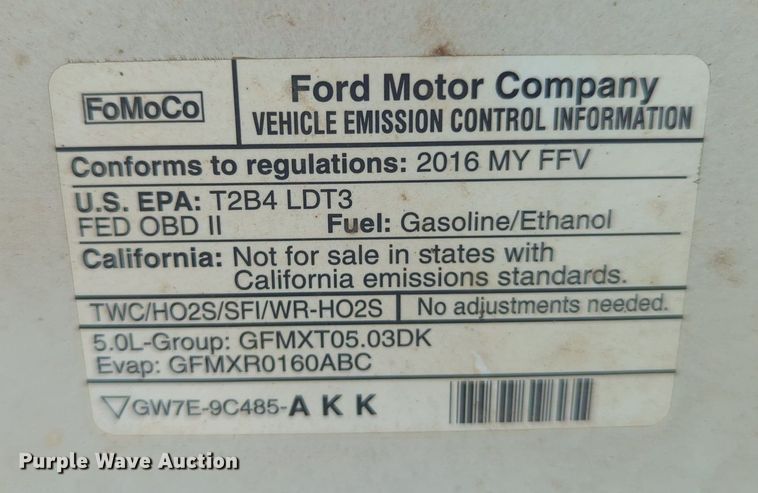 FoMoCo
Ford Motor Company
VEHICLE EMISSION CONTROL INFORMATION
Conforms to regulations: 2016 MY FFV
U.S. EPA: T2B4 LDT3
FED OBD II Fuel: Gasoline/Ethanol
California: Not for sale in states with
California emissions standards.
TWC/HO2S/SFI/WR-HO2S No adjustments needed.
5.0L-Group: GFMXT05.03DK
Evap: GFMXR0160ABC
GW7E-9C485-A K K
Purple Wave Auction